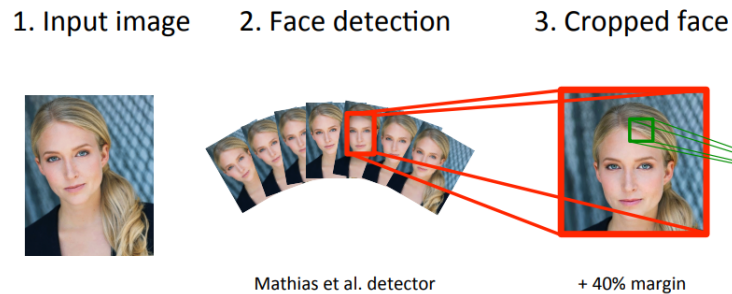 1. Input image
2. Face detection
3. Cropped face
Mathias et al. detector
+ 40% margin